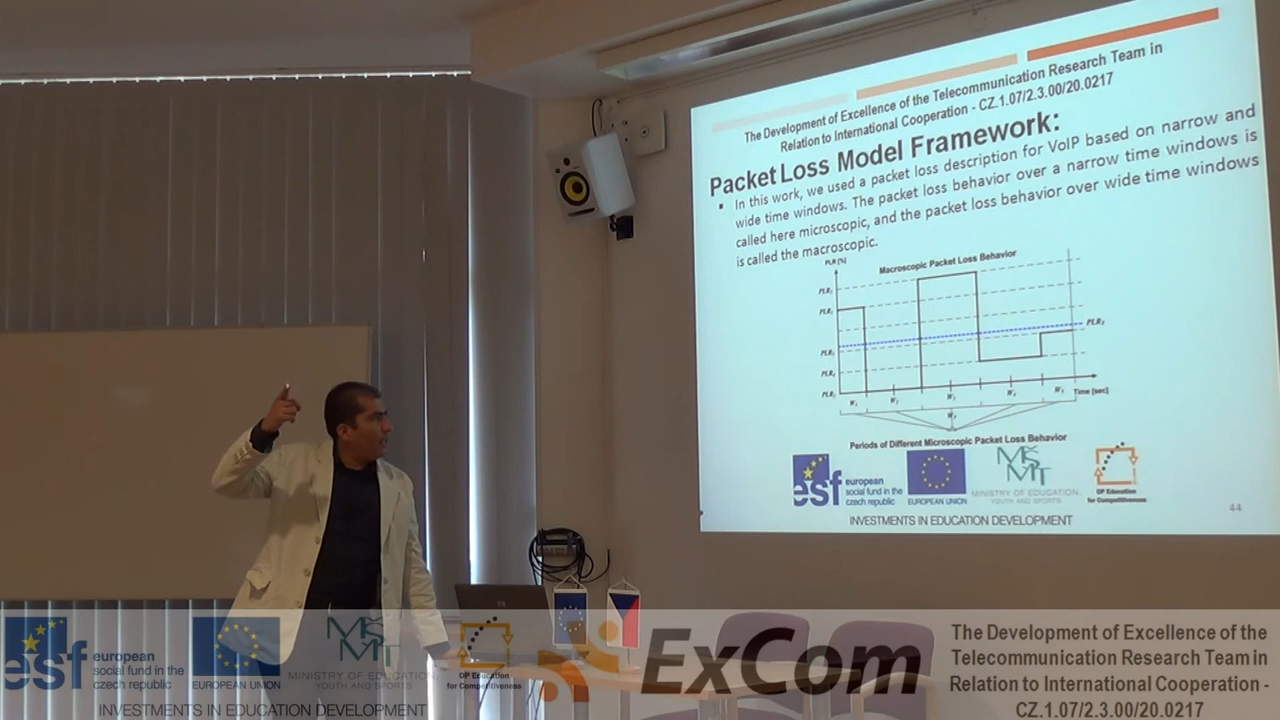 The Development of Excellence of the Telecommunication Research Team in
Relation to International Cooperation - CZ.1.07/2.3.00/20.0217
Packet Loss Model Framework:
▪ In this work, we used a packet loss description for VoIP based on narrow and
wide time windows. The packet loss behavior over a narrow time windows is
called here microscopic, and the packet loss behavior over wide time windows
is called the macroscopic.
PLR [%]
Macroscopic Packet Loss Behavior
Time [sec]
Periods of Different Microscopic Packet Loss Behavior
esf
european
social fund in the
czech republic
EUROPEAN UNION
MINISTRY OF EDUCATION,
YOUTH AND SPORTS
OP Education
for Competitiveness
INVESTMENTS IN EDUCATION DEVELOPMENT
44
esf
european
social fund in the
czech republic
EUROPEAN UNION
MINISTRY OF EDUCATION,
YOUTH AND SPORTS
OP Education
for Competitiveness
INVESTMENTS IN EDUCATION DEVELOPMENT
ExCom
The Development of Excellence of the
Telecommunication Research Team in
Relation to International Cooperation -
CZ.1.07/2.3.00/20.0217